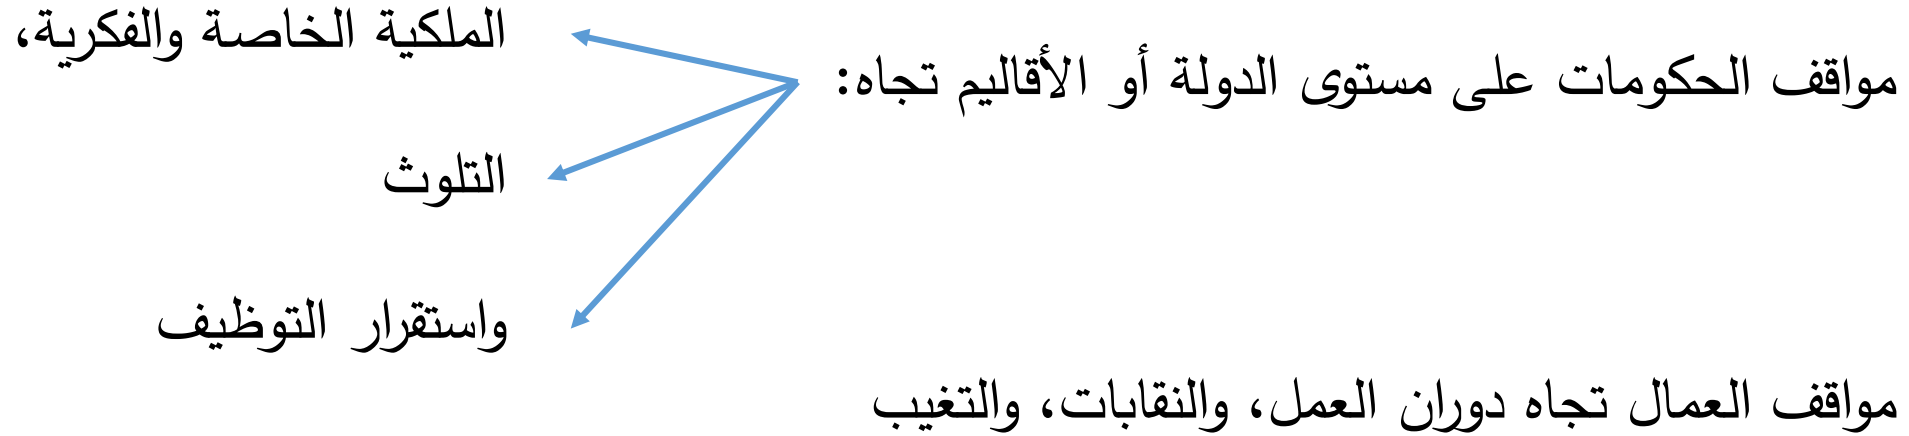 مواقف الحكومات على مستوى الدولة أو الأقاليم تجاه:
الملكية الخاصة والفكرية،
التلوث
واستقرار التوظيف
مواقف العمال تجاه دوران العمل، والنقابات، والتغيب